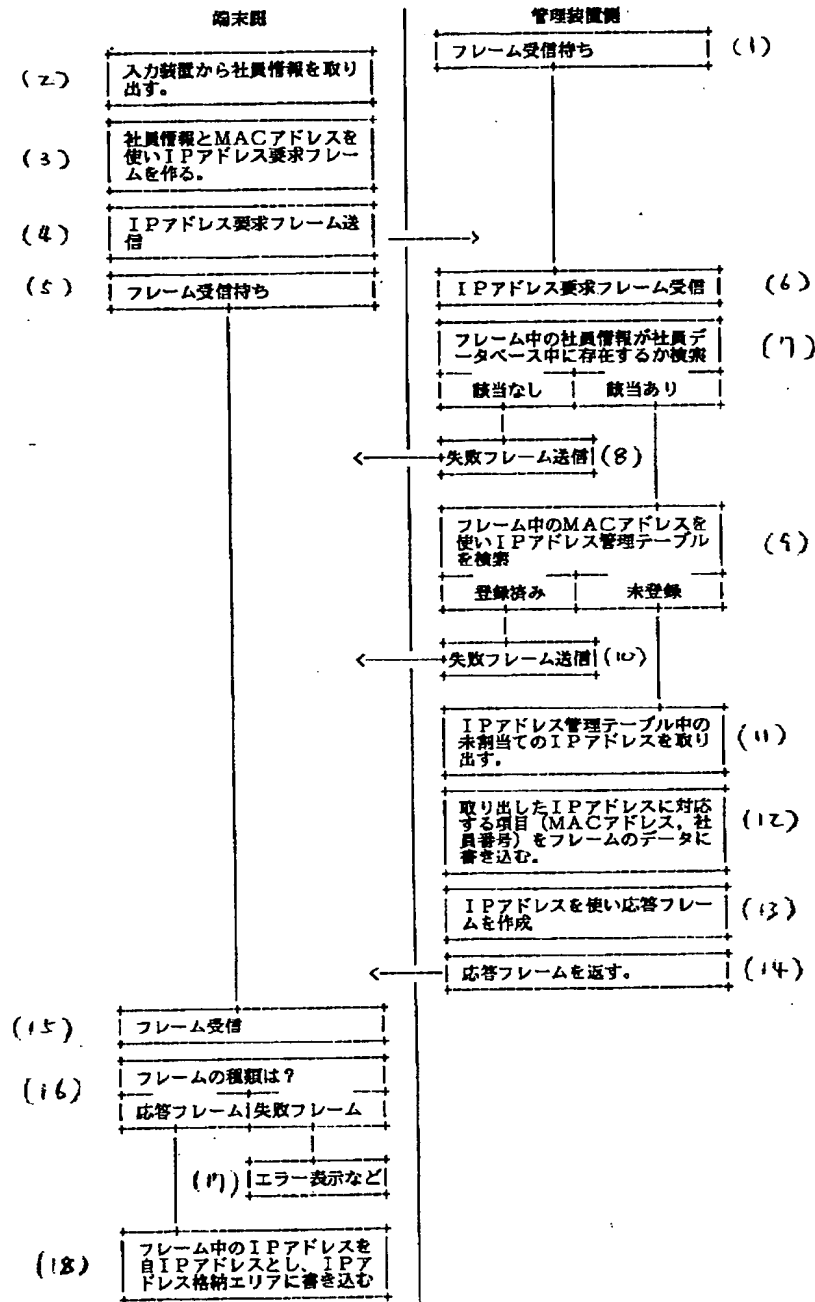 端末側
管理装置側
フレーム受信待ち
(1)
(2)
入力装置から社員情報を取り
出す。
(3)
社員情報とMACアドレスを
使いIPアドレス要求フレー
ムを作る。
(4)
IPアドレス要求フレーム送
信
(5)
フレーム受信待ち
IPアドレス要求フレーム受信
(6)
フレーム中の社員情報が社員デ
ータベース中に存在するか検索
(7)
該当なし
該当あり
失敗フレーム送信
(8)
フレーム中のMACアドレスを
使いIPアドレス管理テーブル
を検索
(9)
登録済み
未登録
失敗フレーム送信
(10)
IPアドレス管理テーブル中の
未割当てのIPアドレスを取り
出す。
(11)
取り出したIPアドレスに対応
する項目(MACアドレス,社
員番号)をフレームのデータに
書き込む。
(12)
IPアドレスを使い応答フレー
ムを作成
(13)
応答フレームを返す。
(14)
(15)
フレーム受信
(16)
フレームの種類は?
応答フレーム
失敗フレーム
(17)
エラー表示など
(18)
フレーム中のIPアドレスを
自IPアドレスとし、IPア
ドレス格納エリアに書き込む